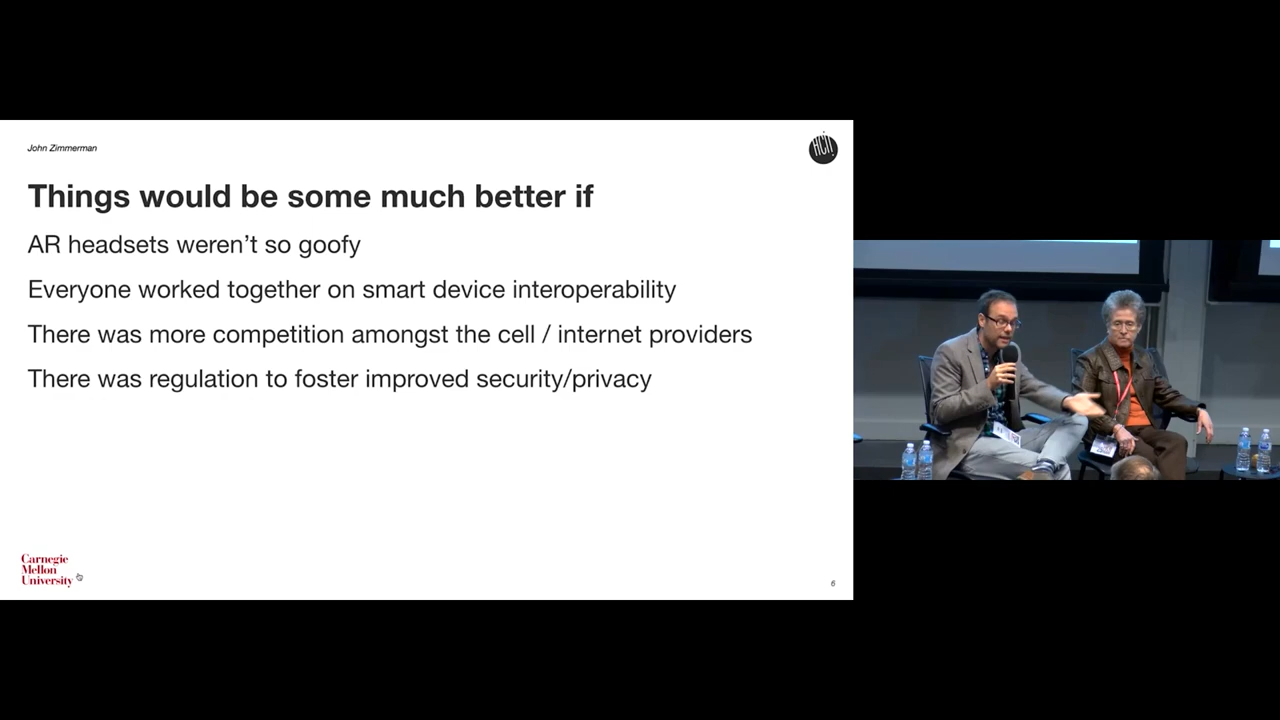 John Zimmerman
HCII
Things would be some much better if
AR headsets weren't so goofy
Everyone worked together on smart device interoperability
There was more competition amongst the cell / internet providers
There was regulation to foster improved security/privacy
Carnegie
Mellon
University
6